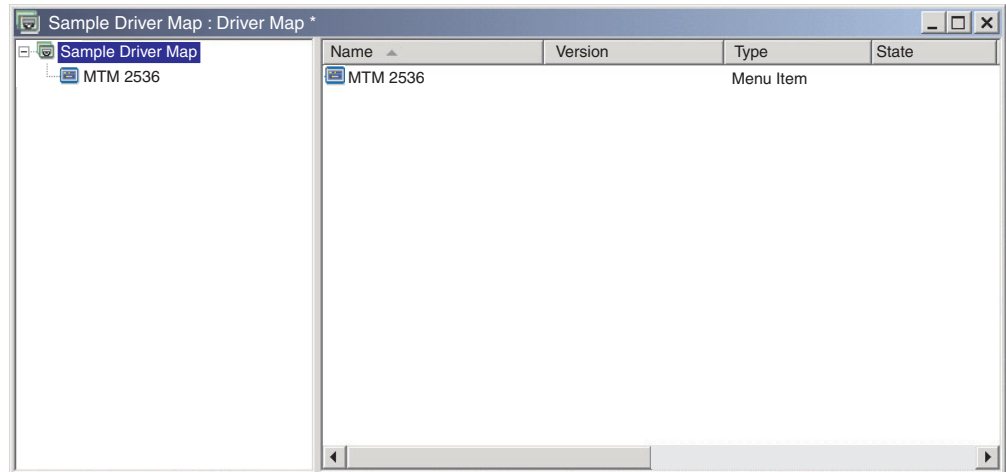 Sample Driver Map : Driver Map *
Sample Driver Map
MTM 2536
Name Version Type State
MTM 2536 Menu Item